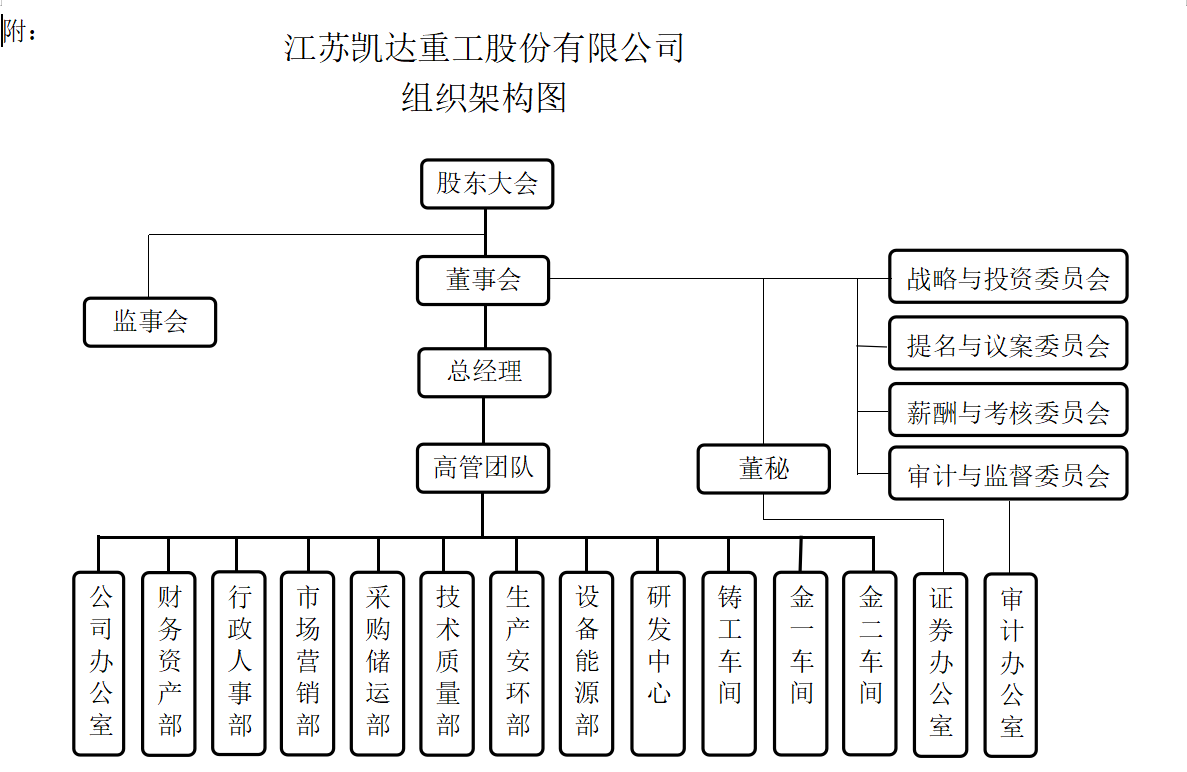 附：
江苏凯达重工股份有限公司
组织架构图
股东大会
董事会
监事会
总经理
高管团队
董秘
战略与投资委员会
提名与议案委员会
薪酬与考核委员会
审计与监督委员会
公司办公室
财务资产部
行政人事部
市场营销部
采购储运部
技术质量部
生产安环部
设备能源部
研发中心
铸工车间
金一车间
金二车间
证券办公室
审计办公室